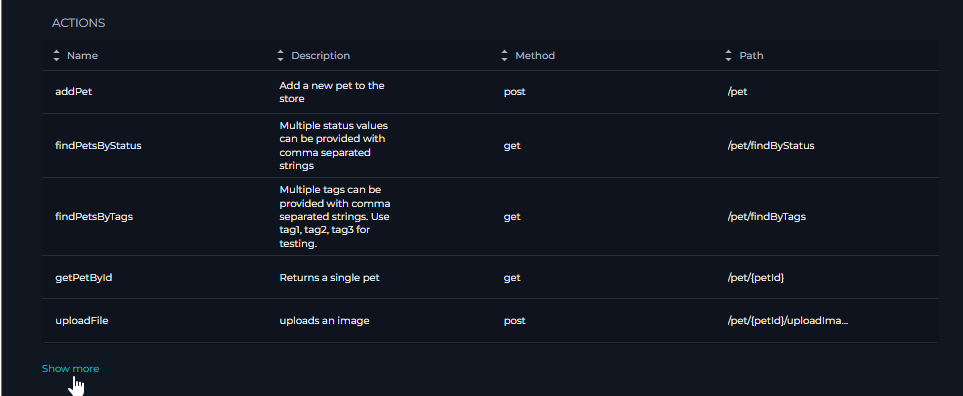 ACTIONS
Name Description Method Path
addPet Add a new pet to the store post /pet
findPetsByStatus Multiple status values can be provided with comma separated strings get /pet/findByStatus
findPetsByTags Multiple tags can be provided with comma separated strings. Use tag1, tag2, tag3 for testing. get /pet/findByTags
getPetById Returns a single pet get /pet/{petId}
uploadFile uploads an image post /pet/{petId}/uploadIma...
Show more